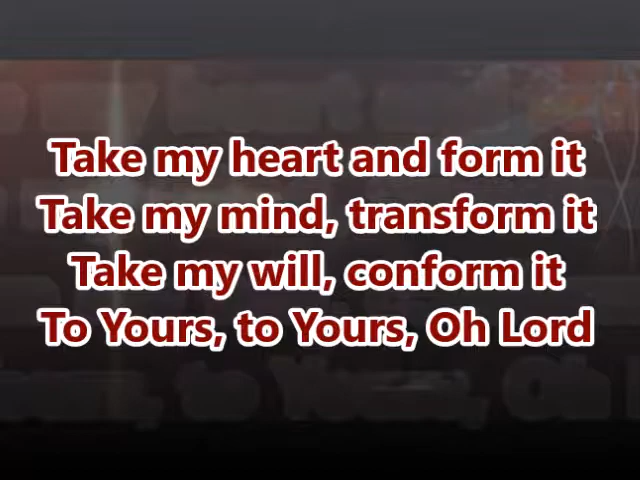 Take my heart and form it
Take my mind, transform it
Take my will, conform it
To Yours, to Yours, Oh Lord